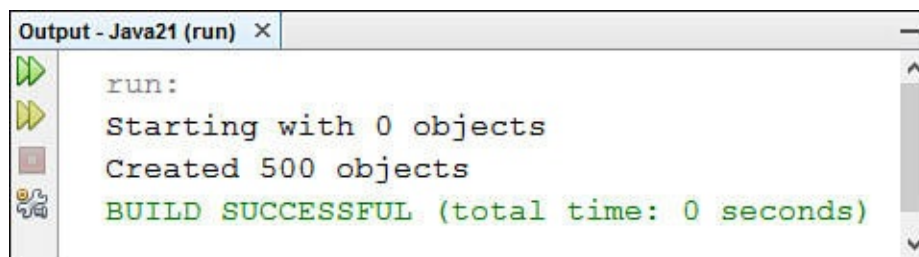 Output - Java21 (run) ×
run:
Starting with 0 objects
Created 500 objects
BUILD SUCCESSFUL (total time: 0 seconds)